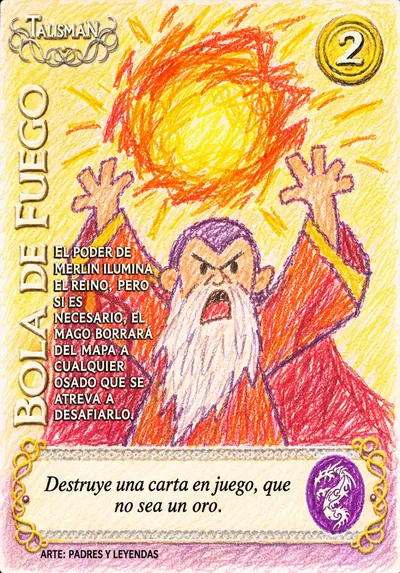 TALISMAN
2
BOLA DE FUEGO
EL PODER DE
MERLIN ILUMINA
EL REINO, PERO
SI ES
NECESARIO, EL
MAGO BORRARÁ
DEL MAPA A
CUALQUIER
OSADO QUE SE
ATREVA A
DESAFIARLO.
Destruye una carta en juego, que
no sea un oro.
ARTE: PADRES Y LEYENDAS